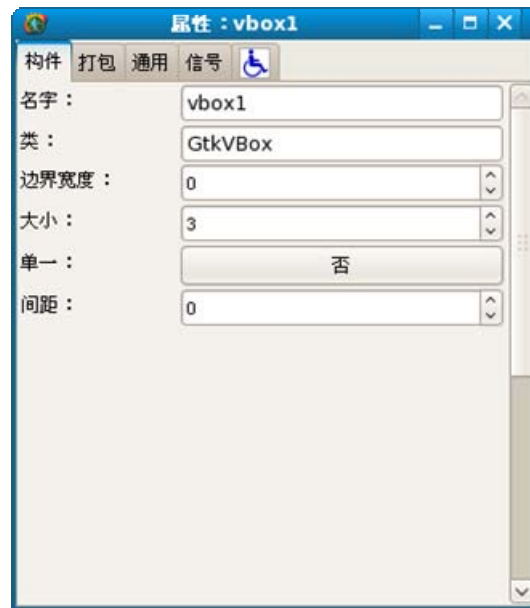 属性：vbox1
构件 打包 通用 信号
名字： vbox1
类： GtkVBox
边界宽度： 0
大小： 3
单一： 否
间距： 0